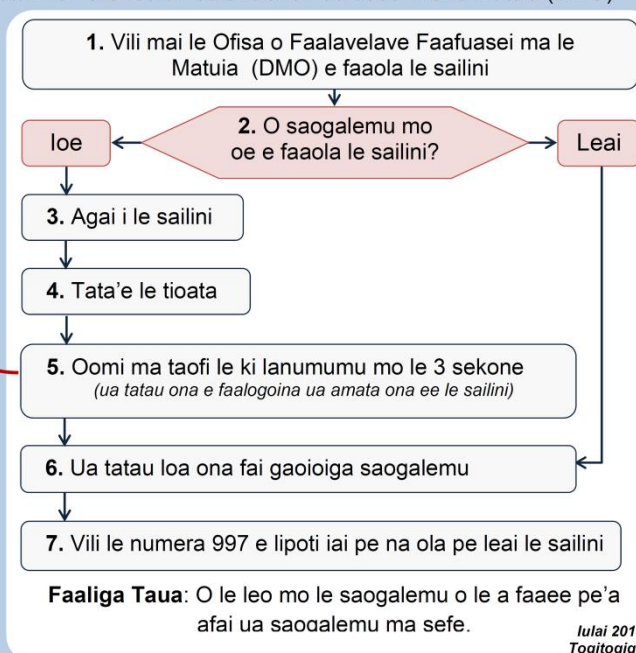 1. Vili mai le Ofisa o Faalavelave Faafuasei ma le
Matuia (DMO) e faaola le sailini
2. O saogalemu mo
oe e faaola le sailini?
Ioe
Leai
3. Agai i le sailini
4. Tata'e le tioata
5. Oomi ma taofi le ki lanumumu mo le 3 sekone
(ua tatau ona e faalogoina ua amata ona ee le sailini)
6. Ua tatau loa ona fai gaoioiga saogalemu
7. Vili le numera 997 e lipoti iai pe na ola pe leai le sailini
Faaliga Taua: O le leo mo le saogalemu o le a faaee pe'a
afai ua saogalemu ma sefe.
Iulai 201